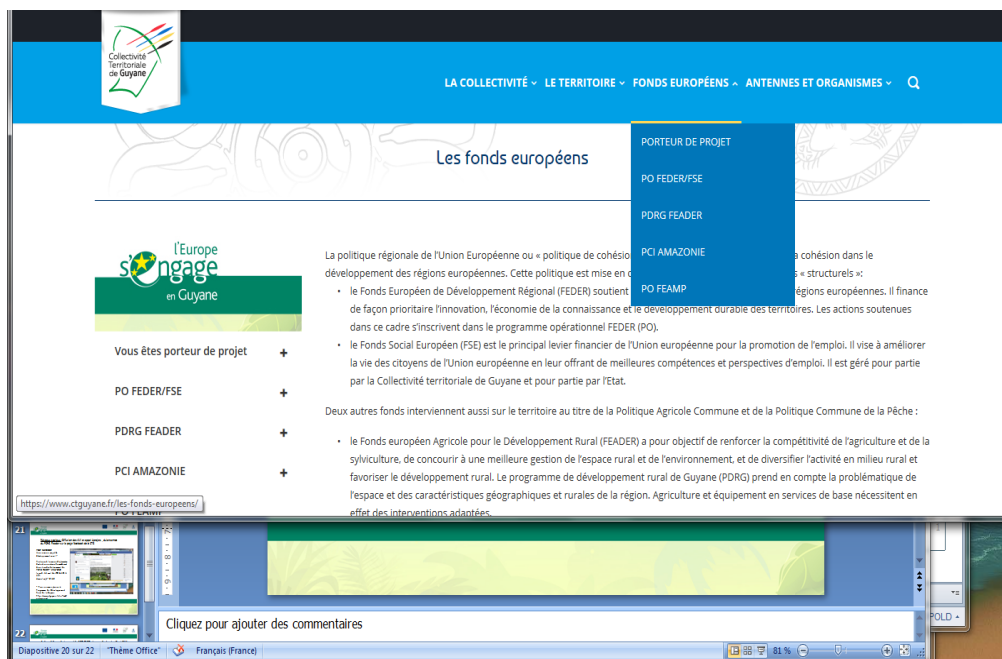 Collectivité
Territoriale
de Guyane
LA COLLECTIVITÉ LE TERRITOIRE FONDS EUROPÉENS ANTENNES ET ORGANISMES
Les fonds européens
PORTEUR DE PROJET
PO FEDER/FSE
PDRG FEADER
PCI AMAZONIE
PO FEAMP
l'Europe
s'engage
en Guyane
Vous êtes porteur de projet +
PO FEDER/FSE +
PDRG FEADER +
PCI AMAZONIE +
PO FEAMP
https://www.ctguyane.fr/les-fonds-europeens/
La politique régionale de l'Union Européenne ou « politique de cohésio a cohésion dans le
développement des régions européennes. Cette politique est mise en s « structurels »:
• le Fonds Européen de Développement Régional (FEDER) soutient régions européennes. Il finance
de façon prioritaire l'innovation, l'économie de la connaissance et le développement durable des territoires. Les actions soutenues
dans ce cadre s'inscrivent dans le programme opérationnel FEDER (PO).
• le Fonds Social Européen (FSE) est le principal levier financier de l'Union européenne pour la promotion de l'emploi. Il vise à améliorer
la vie des citoyens de l'Union européenne en leur offrant de meilleures compétences et perspectives d'emploi. Il est géré pour partie
par la Collectivité territoriale de Guyane et pour partie par l'Etat.
Deux autres fonds interviennent aussi sur le territoire au titre de la Politique Agricole Commune et de la Politique Commune de la Pêche :
• le Fonds européen Agricole pour le Développement Rural (FEADER) a pour objectif de renforcer la compétitivité de l'agriculture et de la
sylviculture, de concourir à une meilleure gestion de l'espace rural et de l'environnement, et de diversifier l'activité en milieu rural et
favoriser le développement rural. Le programme de développement rural de Guyane (PDRG) prend en compte la problématique de
l'espace et des caractéristiques géographiques et rurales de la région. Agriculture et équipement en services de base nécessitent en
effet des interventions adaptées.
21
22
Cliquez pour ajouter des commentaires
POLD
Diapositive 20 sur 22 "Thème Office" Français (France) 81 %